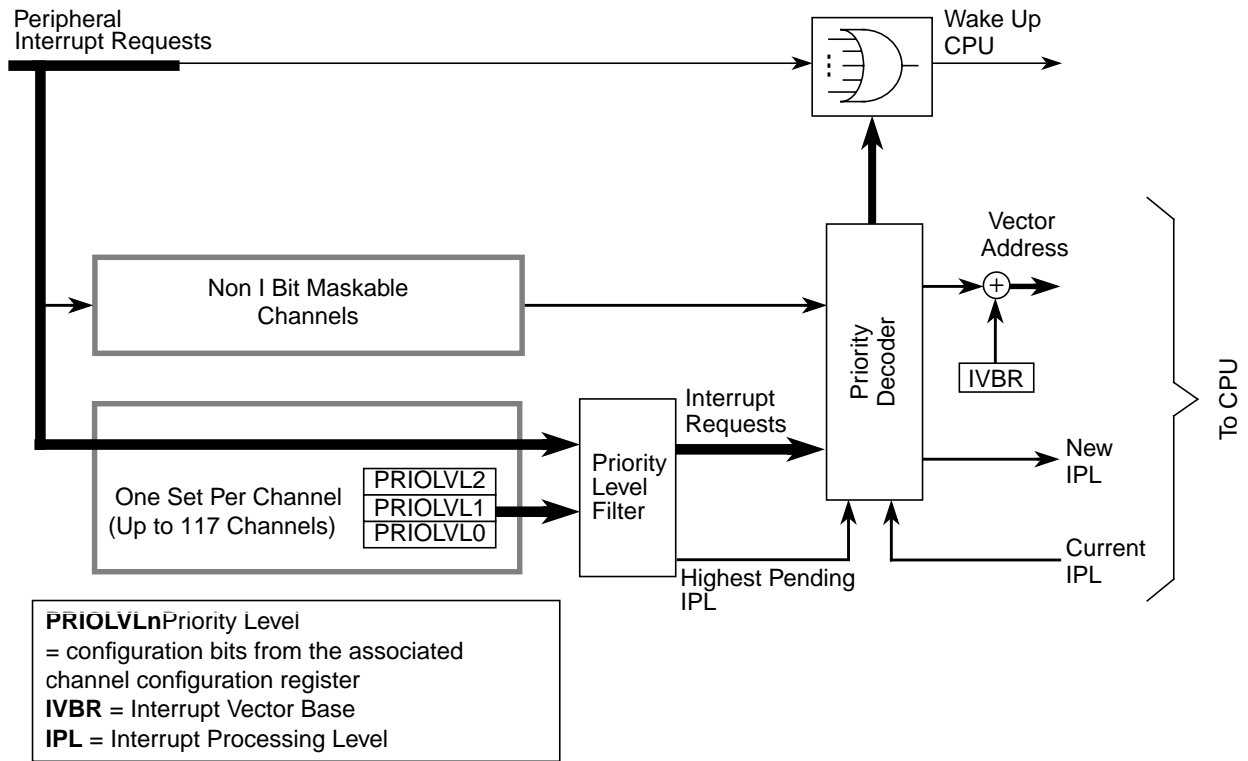 Peripheral
Interrupt Requests
Wake Up
CPU
Vector
Address
Non I Bit Maskable
Channels
Priority
Decoder
IVBR
To CPU
Interrupt
Requests
New
IPL
Priority
Level
Filter
PRIOLVL2
One Set Per Channel
PRIOLVL1
(Up to 117 Channels)
PRIOLVL0
Current
IPL
Highest Pending
IPL
PRIOLVLnPriority Level
= configuration bits from the associated
channel configuration register
IVBR = Interrupt Vector Base
IPL = Interrupt Processing Level